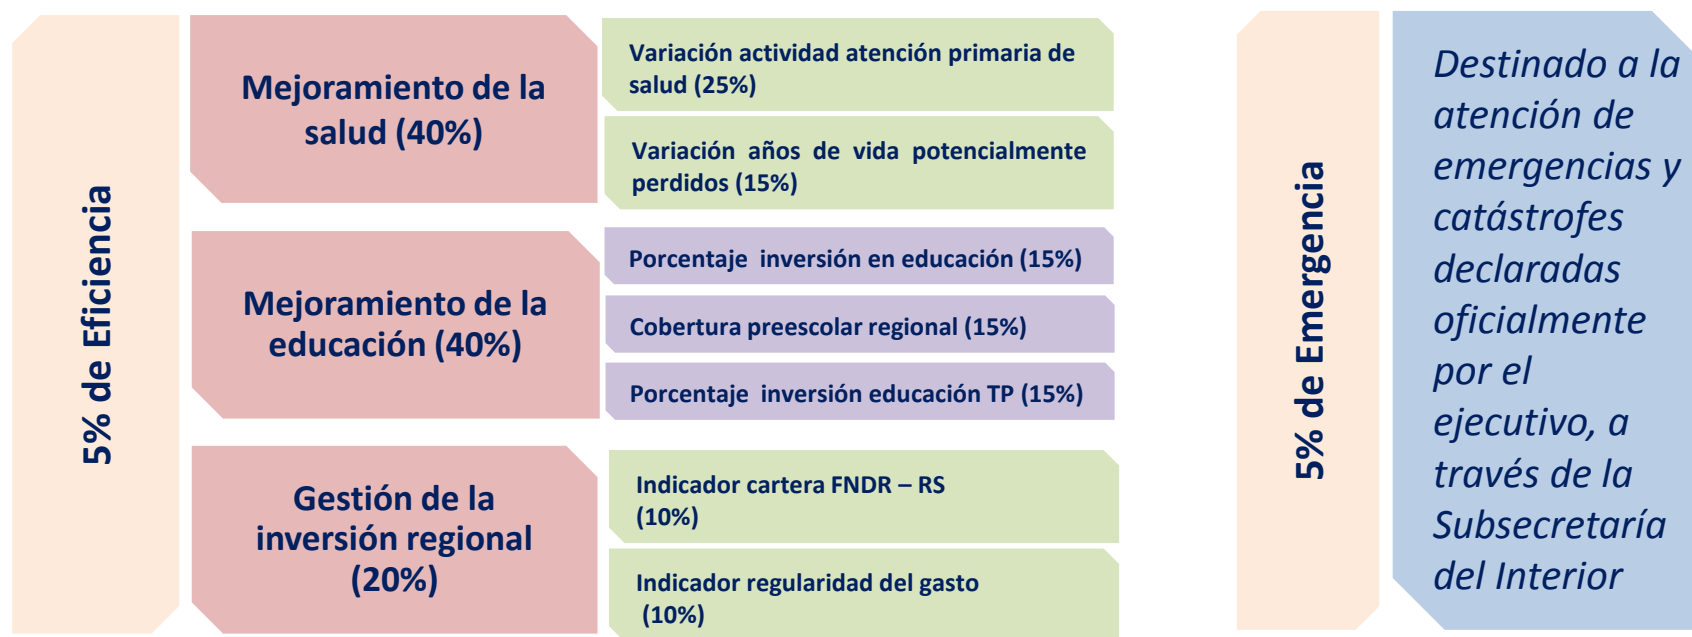 5% de Eficiencia
Mejoramiento de la
salud (40%)
Variación actividad atención primaria de
salud (25%)
Variación años de vida potencialmente
perdidos (15%)
Mejoramiento de la
educación (40%)
Porcentaje inversión en educación (15%)
Cobertura preescolar regional (15%)
Porcentaje inversión educación TP (15%)
Gestión de la
inversión regional
(20%)
Indicador cartera FNDR – RS
(10%)
Indicador regularidad del gasto
(10%)
5% de Emergencia
Destinado a la
atención de
emergencias y
catástrofes
declaradas
oficialmente
por el
ejecutivo, a
través de la
Subsecretaría
del Interior